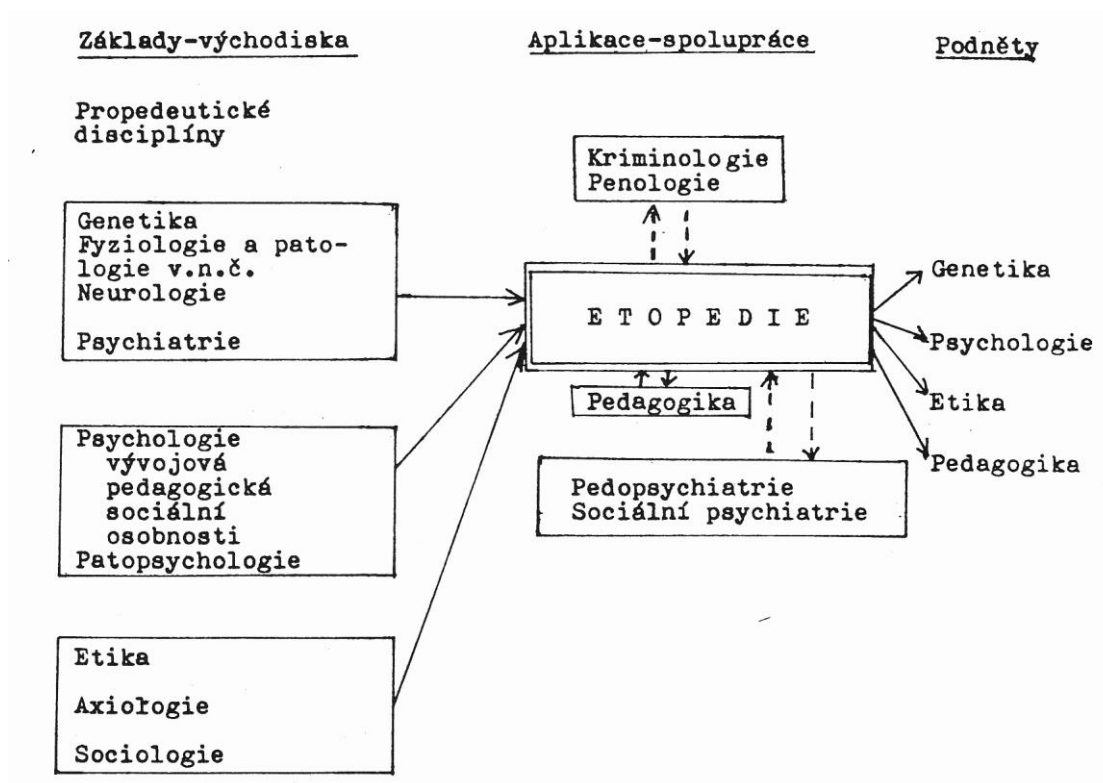 Základy-východiska
Propedeutické
disciplíny
Genetika
Fyziologie a pato-
logie v.n.č.
Neurologie
Psychiatrie
Psychologie
vývojová
pedagogická
sociální
osobnosti
Patopsychologie
Etika
Axiologie
Sociologie
Aplikace-spolupráce
Kriminologie
Penologie
E T O P E D I E
Pedagogika
Pedopsychiatrie
Sociální psychiatrie
Podněty
Genetika
Psychologie
Etika
Pedagogika